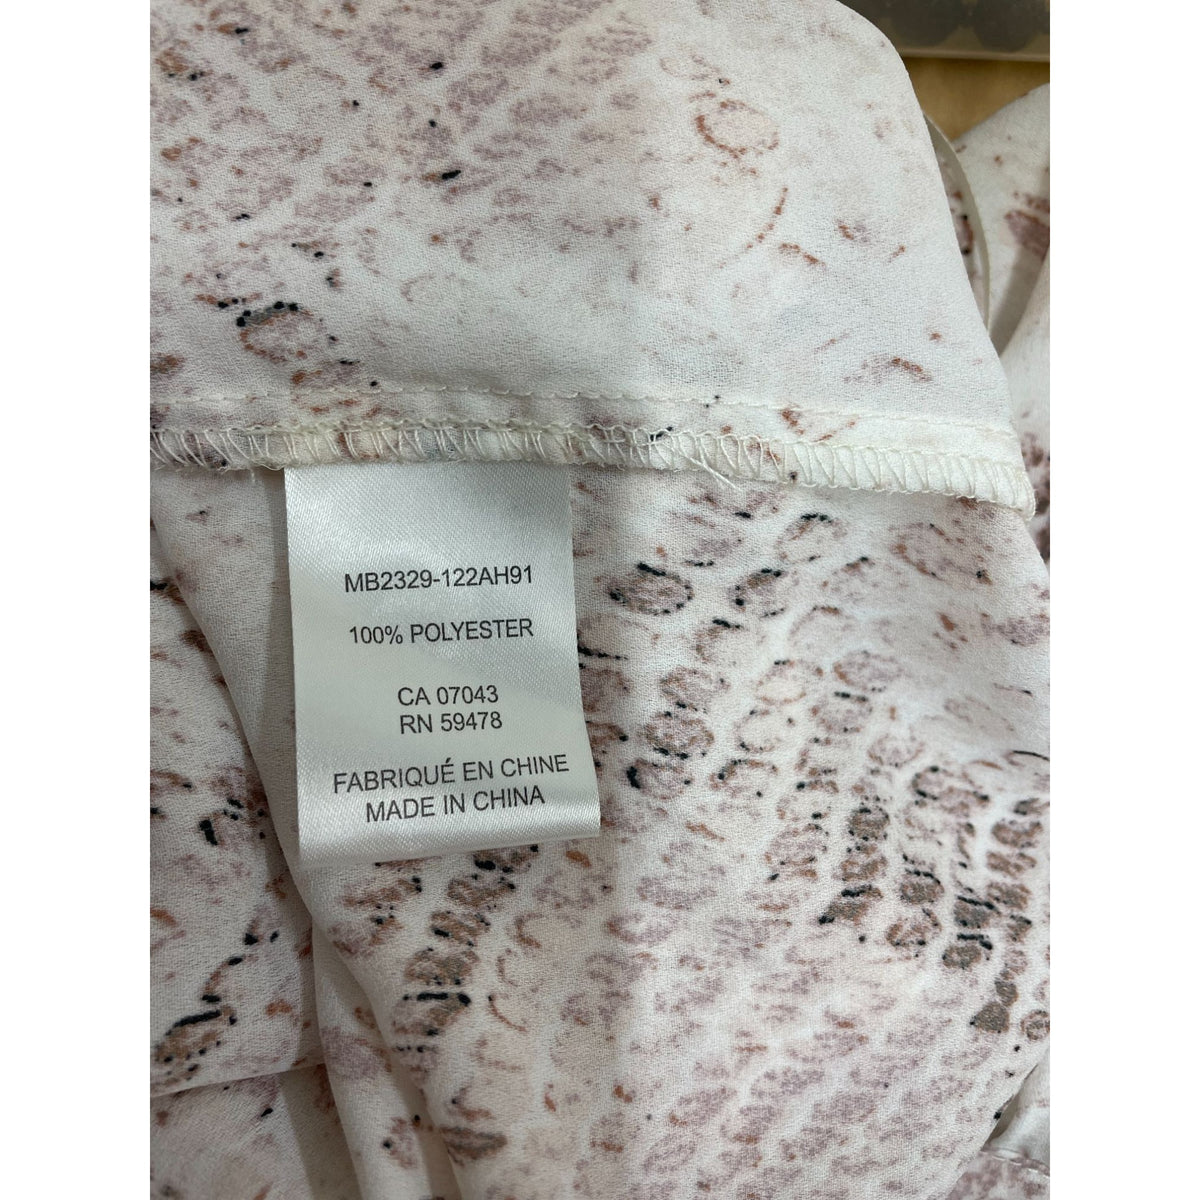 MB2329-122AH91
100% POLYESTER
CA 07043
RN 59478
FABRIQUÉ EN CHINE
MADE IN CHINA